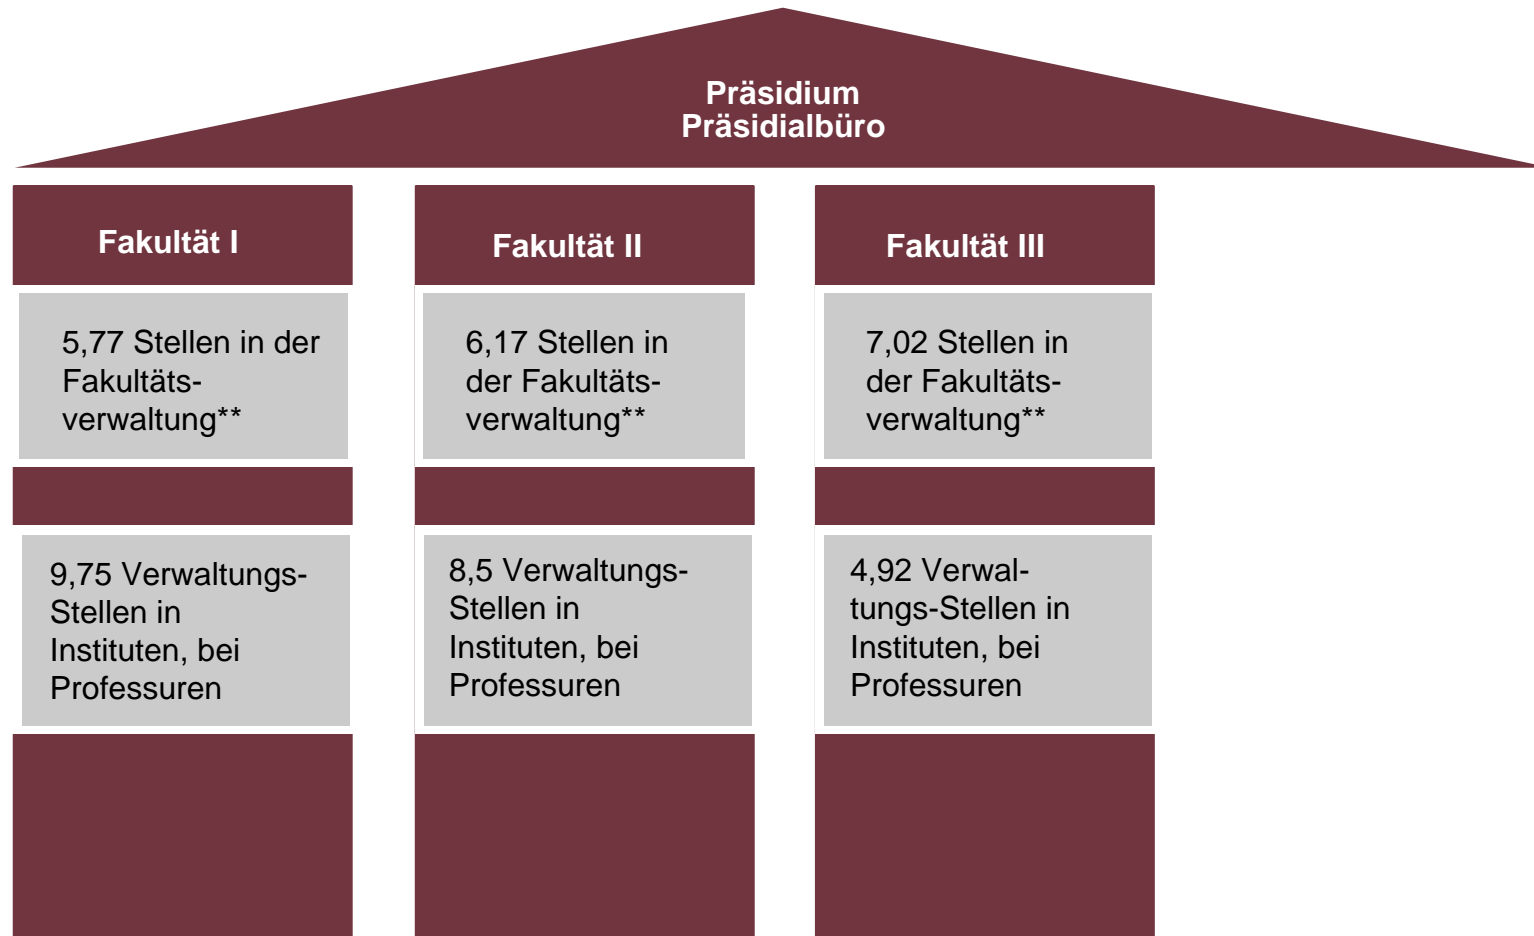 Präsidium
Präsidialbüro
Fakultät I
5,77 Stellen in der
Fakultäts-
verwaltung**
9,75 Verwaltungs-
Stellen in
Instituten, bei
Professuren
Fakultät II
6,17 Stellen in
der Fakultäts-
verwaltung**
8,5 Verwaltungs-
Stellen in
Instituten, bei
Professuren
Fakultät III
7,02 Stellen in
der Fakultäts-
verwaltung**
4,92 Verwal-
tungs-Stellen in
Instituten, bei
Professuren